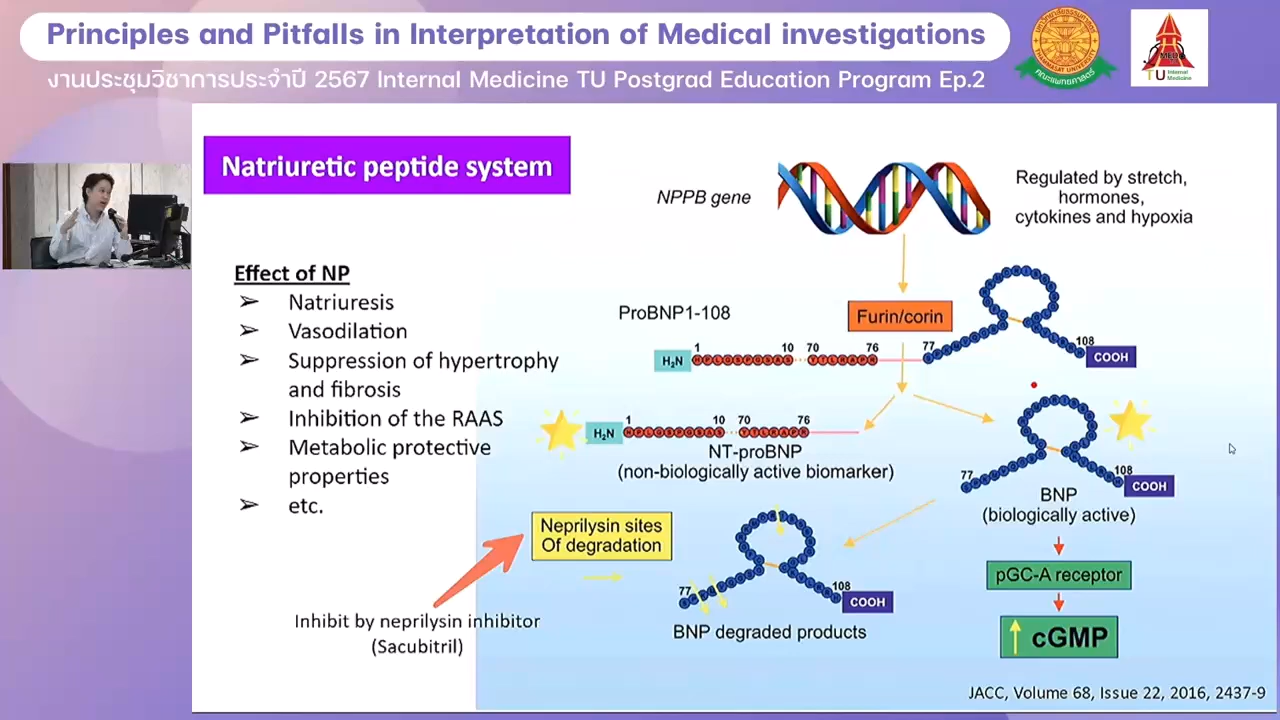 Principles and Pitfalls in Interpretation of Medical investigations
งานประชุมวิชาการประจำปี 2567 Internal Medicine TU Postgrad Education Program Ep.2
MEDC
TU Internal
Medicine
Natriuretic peptide system
NPPB gene
Regulated by stretch,
hormones,
cytokines and hypoxia
Effect of NP
➢ Natriuresis
➢ Vasodilation
➢ Suppression of hypertrophy
and fibrosis
➢ Inhibition of the RAAS
➢ Metabolic protective
properties
➢ etc.
ProBNP1-108
Furin/corin
H₂N 1 10 70 76 77 108 COOH
H₂N 1 10 70 76
NT-proBNP
(non-biologically active biomarker)
77 108 COOH
BNP
(biologically active)
pGC-A receptor
cGMP
Neprilysin sites
Of degradation
77 108 COOH
BNP degraded products
Inhibit by neprilysin inhibitor
(Sacubitril)
JACC, Volume 68, Issue 22, 2016, 2437-9